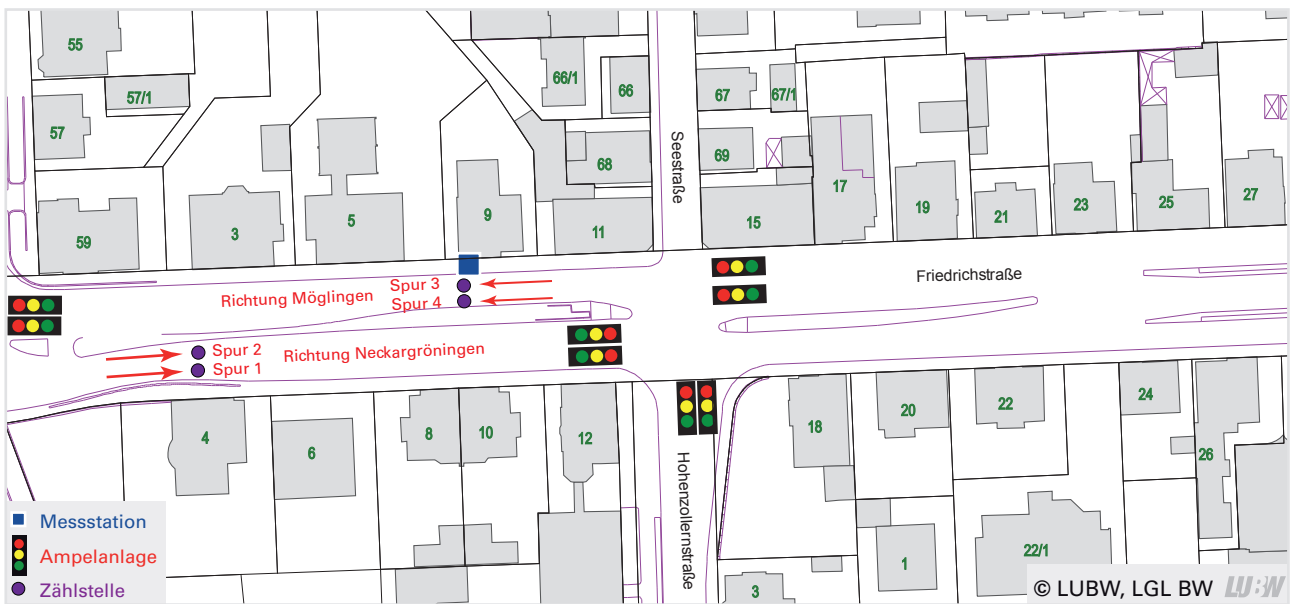 55
57/1
57
59
3
5
9
66/1
66
68
11
Seestraße
67
67/1
69
15
17
19
21
23
25
27
Friedrichstraße
Richtung Möglingen
Spur 3
Spur 4
Spur 2
Spur 1
Richtung Neckargröningen
4
6
8
10
12
Hohenzollernstraße
18
20
22
24
26
1
22/1
3
Messstation
Ampelanlage
Zählstelle
© LUBW, LGL BW LUBW